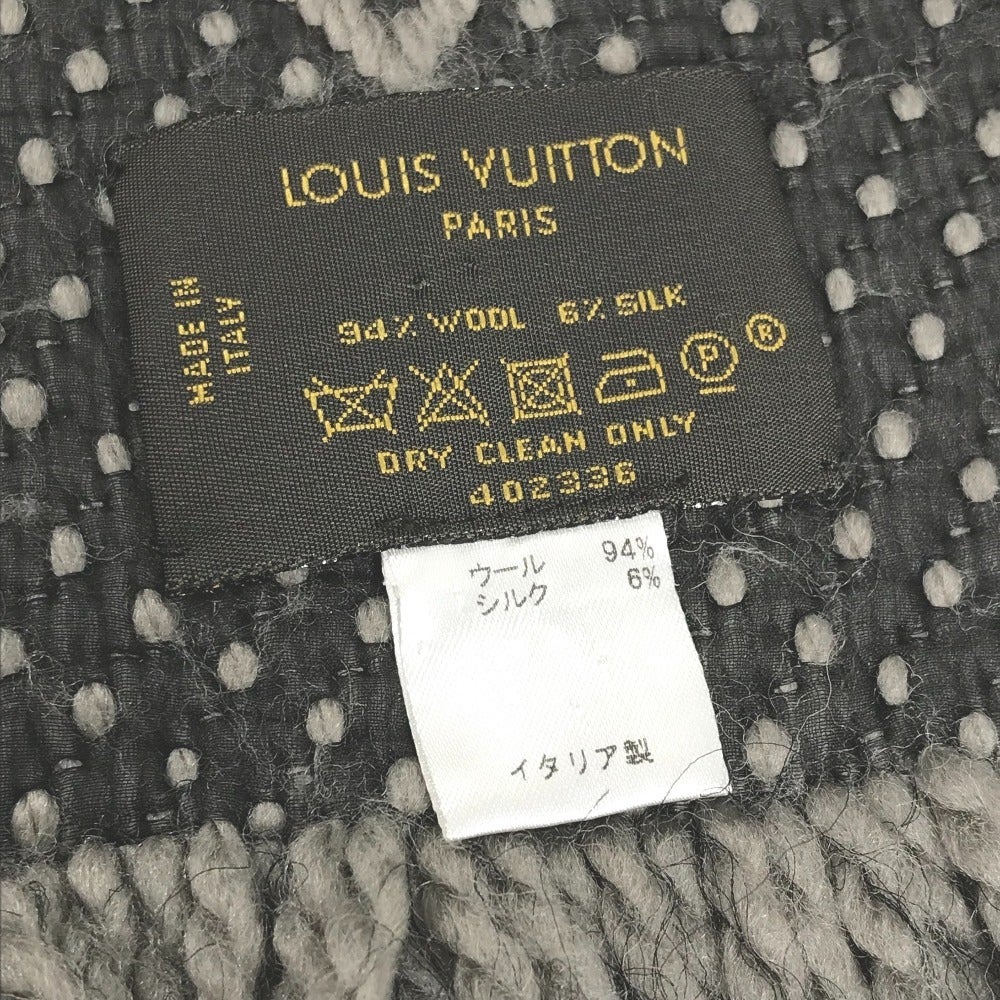 LOUIS VUITTON
PARIS
MADE IN
ITALY
94% WOOL 6% SILK
P
R
DRY CLEAN ONLY
402336
ウール 94%
シルク 6%
イタリア製